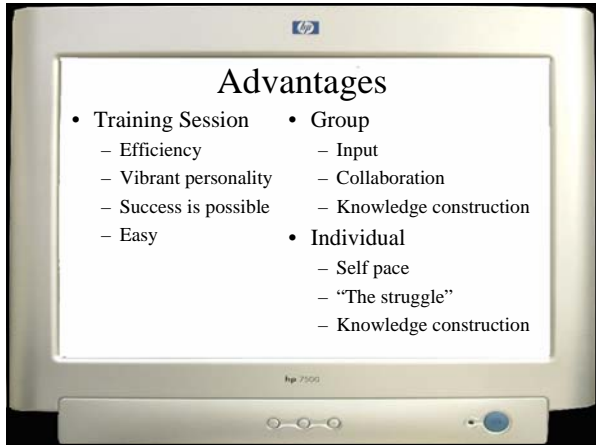 hp
Advantages
• Training Session
– Efficiency
– Vibrant personality
– Success is possible
– Easy
• Group
– Input
– Collaboration
– Knowledge construction
• Individual
– Self pace
– “The struggle”
– Knowledge construction
hp 7500